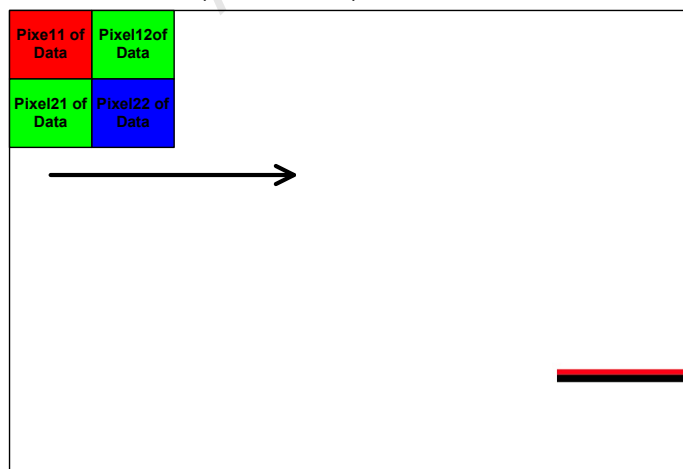 Pixe11 of
Data
Pixel12of
Data
Pixel21 of
Data
Pixel22 of
Data